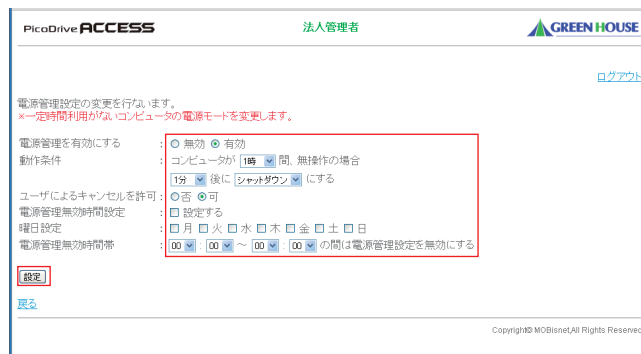 PicoDrive ACCESS 法人管理者 GREEN HOUSE
ログアウト
電源管理設定の変更を行ないます。
※一定時間利用がないコンピュータの電源モードを変更します。
電源管理を有効にする : 無効 有効
動作条件 : コンピュータが 1時 間、無操作の場合
1分 後に シャットダウン にする
ユーザによるキャンセルを許可 : 否 可
電源管理無効時間設定 : 設定する
曜日設定 : 月 火 水 木 金 土 日
電源管理無効時間帯 : 00 : 00 ～ 00 : 00 の間は電源管理設定を無効にする
設定
戻る
Copyright© MOBisnet,All Rights Reserved